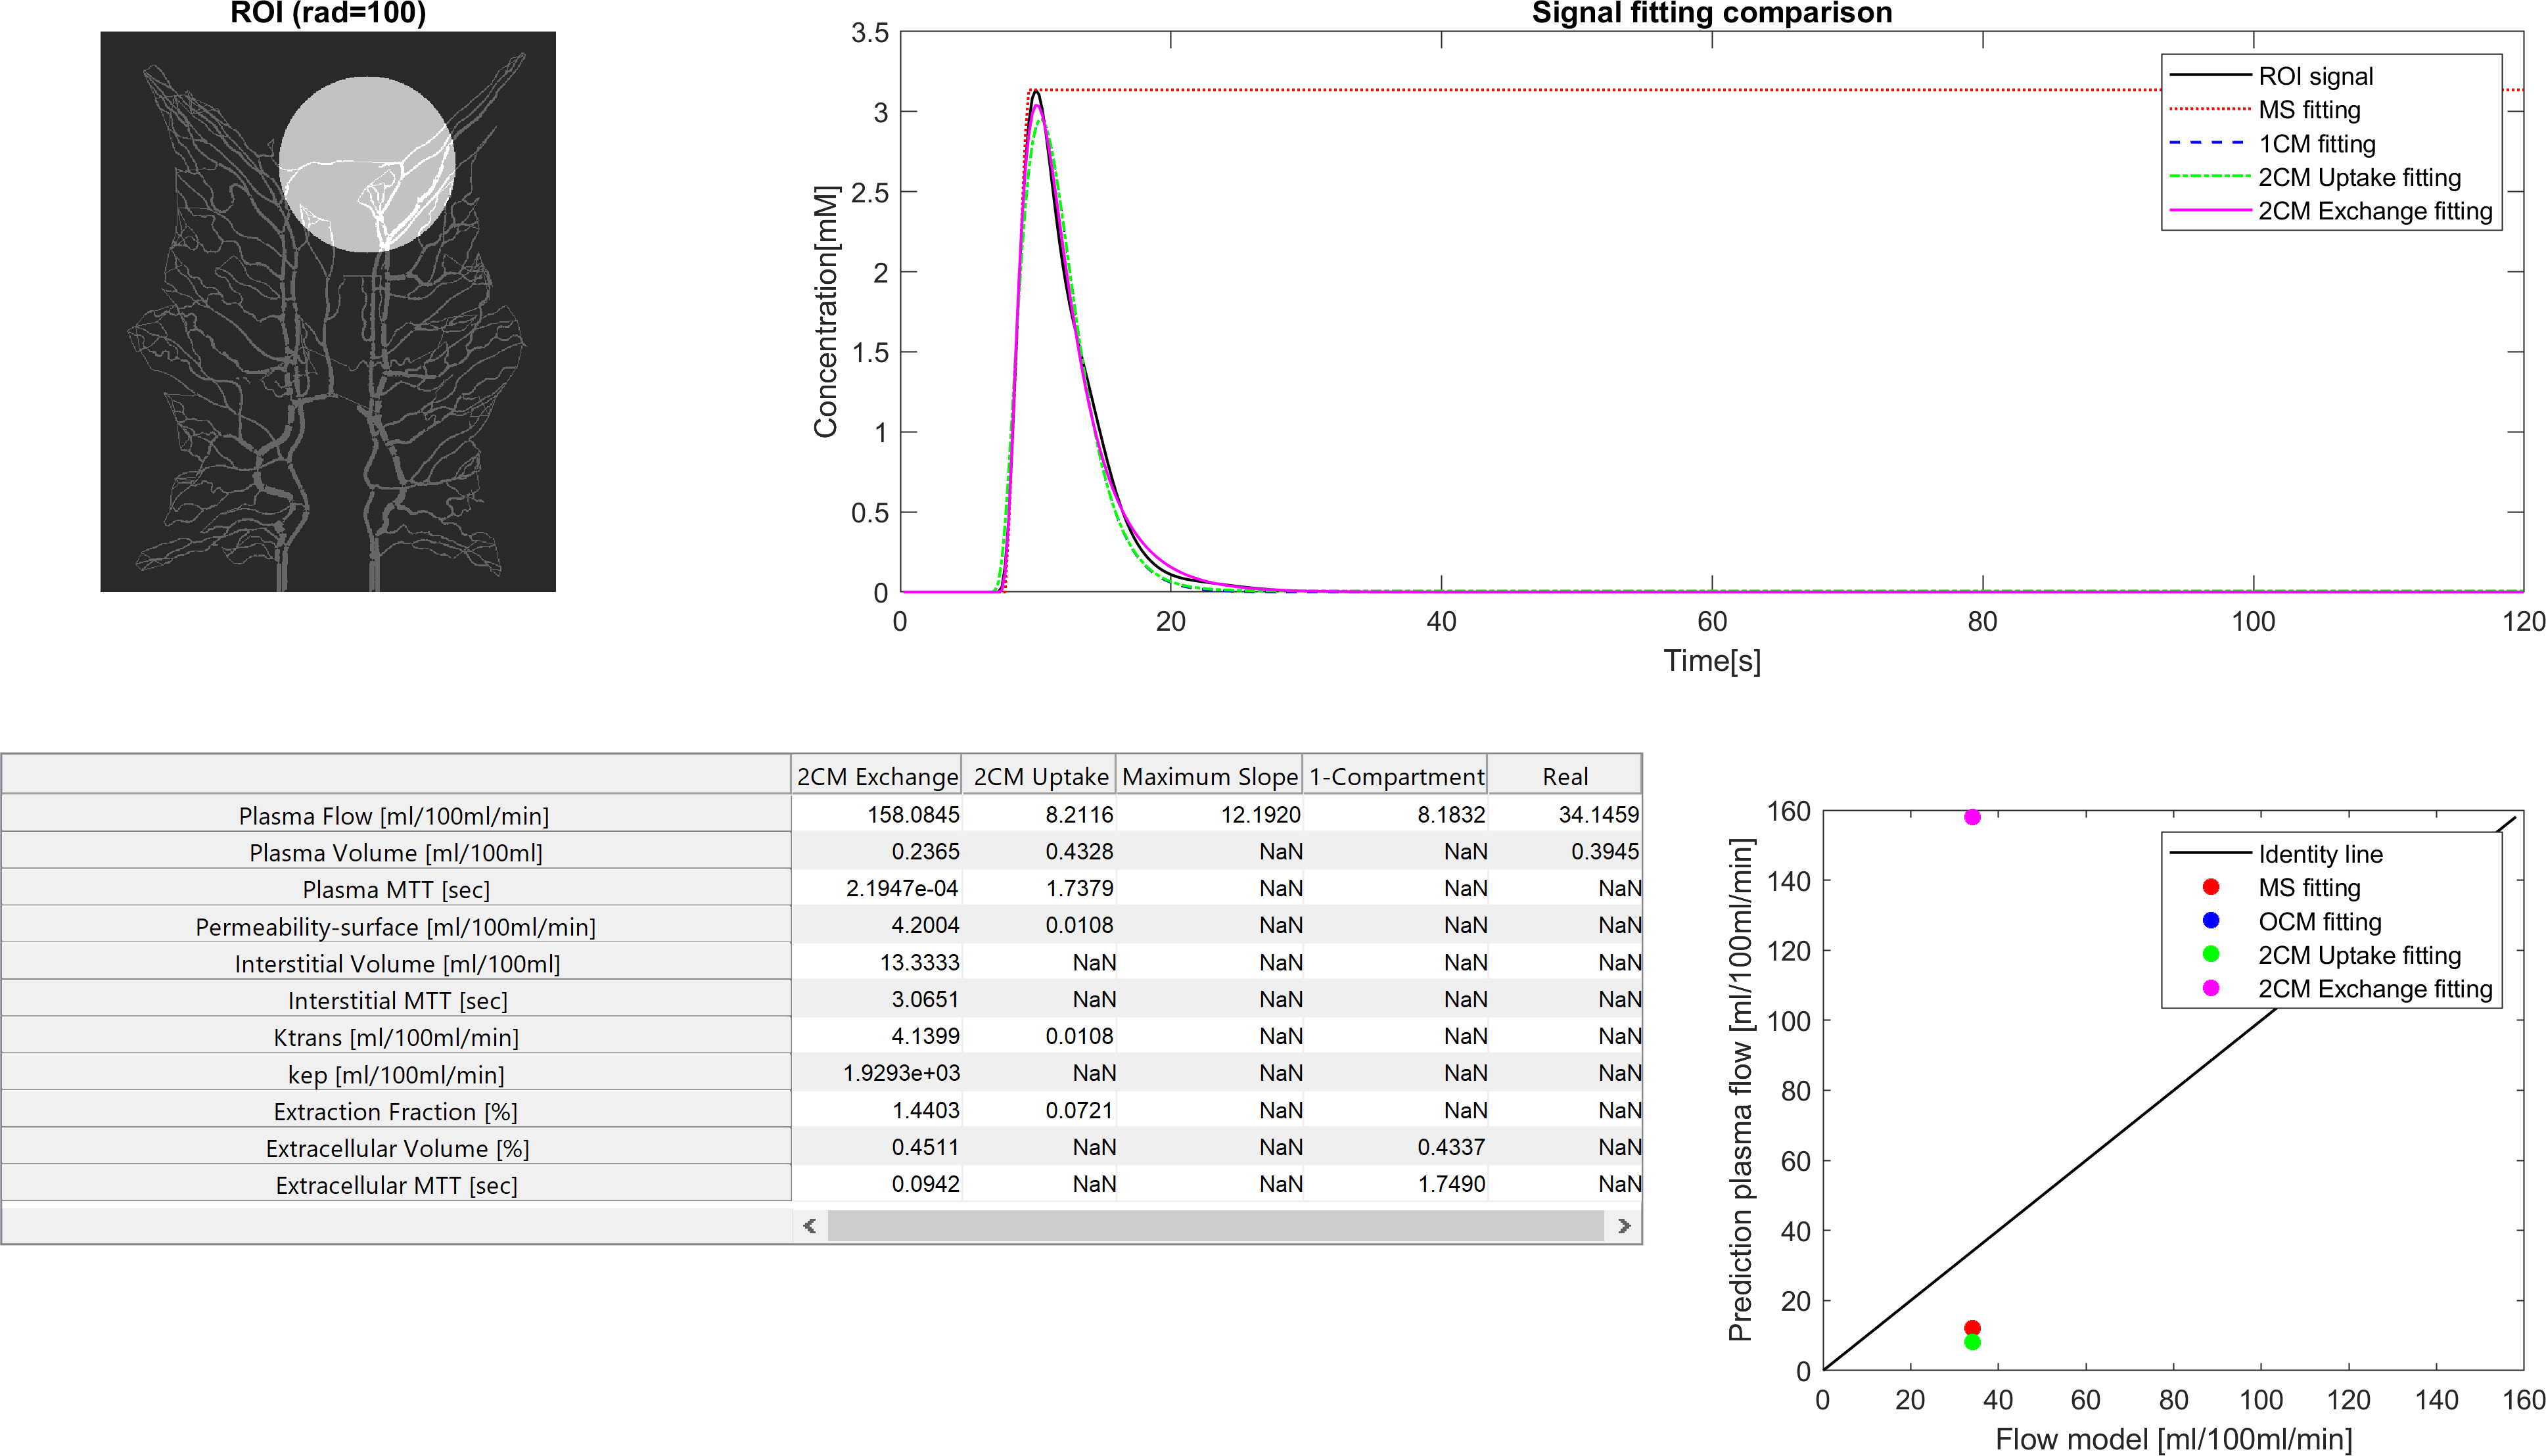 ROI (rad=100)
Signal fitting comparison
3.5
3
2.5
2
1.5
1
0.5
0
Concentration[mM]
0 20 40 60 80 100 120
Time[s]
ROI signal
MS fitting
1CM fitting
2CM Uptake fitting
2CM Exchange fitting
2CM Exchange 2CM Uptake Maximum Slope 1-Compartment Real
Plasma Flow [ml/100ml/min] 158.0845 8.2116 12.1920 8.1832 34.1459
Plasma Volume [ml/100ml] 0.2365 0.4328 NaN NaN 0.3945
Plasma MTT [sec] 2.1947e-04 1.7379 NaN NaN NaN
Permeability-surface [ml/100ml/min] 4.2004 0.0108 NaN NaN NaN
Interstitial Volume [ml/100ml] 13.3333 NaN NaN NaN NaN
Interstitial MTT [sec] 3.0651 NaN NaN NaN NaN
Ktrans [ml/100ml/min] 4.1399 0.0108 NaN NaN NaN
kep [ml/100ml/min] 1.9293e+03 NaN NaN NaN NaN
Extraction Fraction [%] 1.4403 0.0721 NaN NaN NaN
Extracellular Volume [%] 0.4511 NaN NaN 0.4337 NaN
Extracellular MTT [sec] 0.0942 NaN NaN 1.7490 NaN
160
140
120
100
80
60
40
20
0
Prediction plasma flow [ml/100ml/min]
0 20 40 60 80 100 120 140 160
Flow model [ml/100ml/min]
Identity line
MS fitting
OCM fitting
2CM Uptake fitting
2CM Exchange fitting